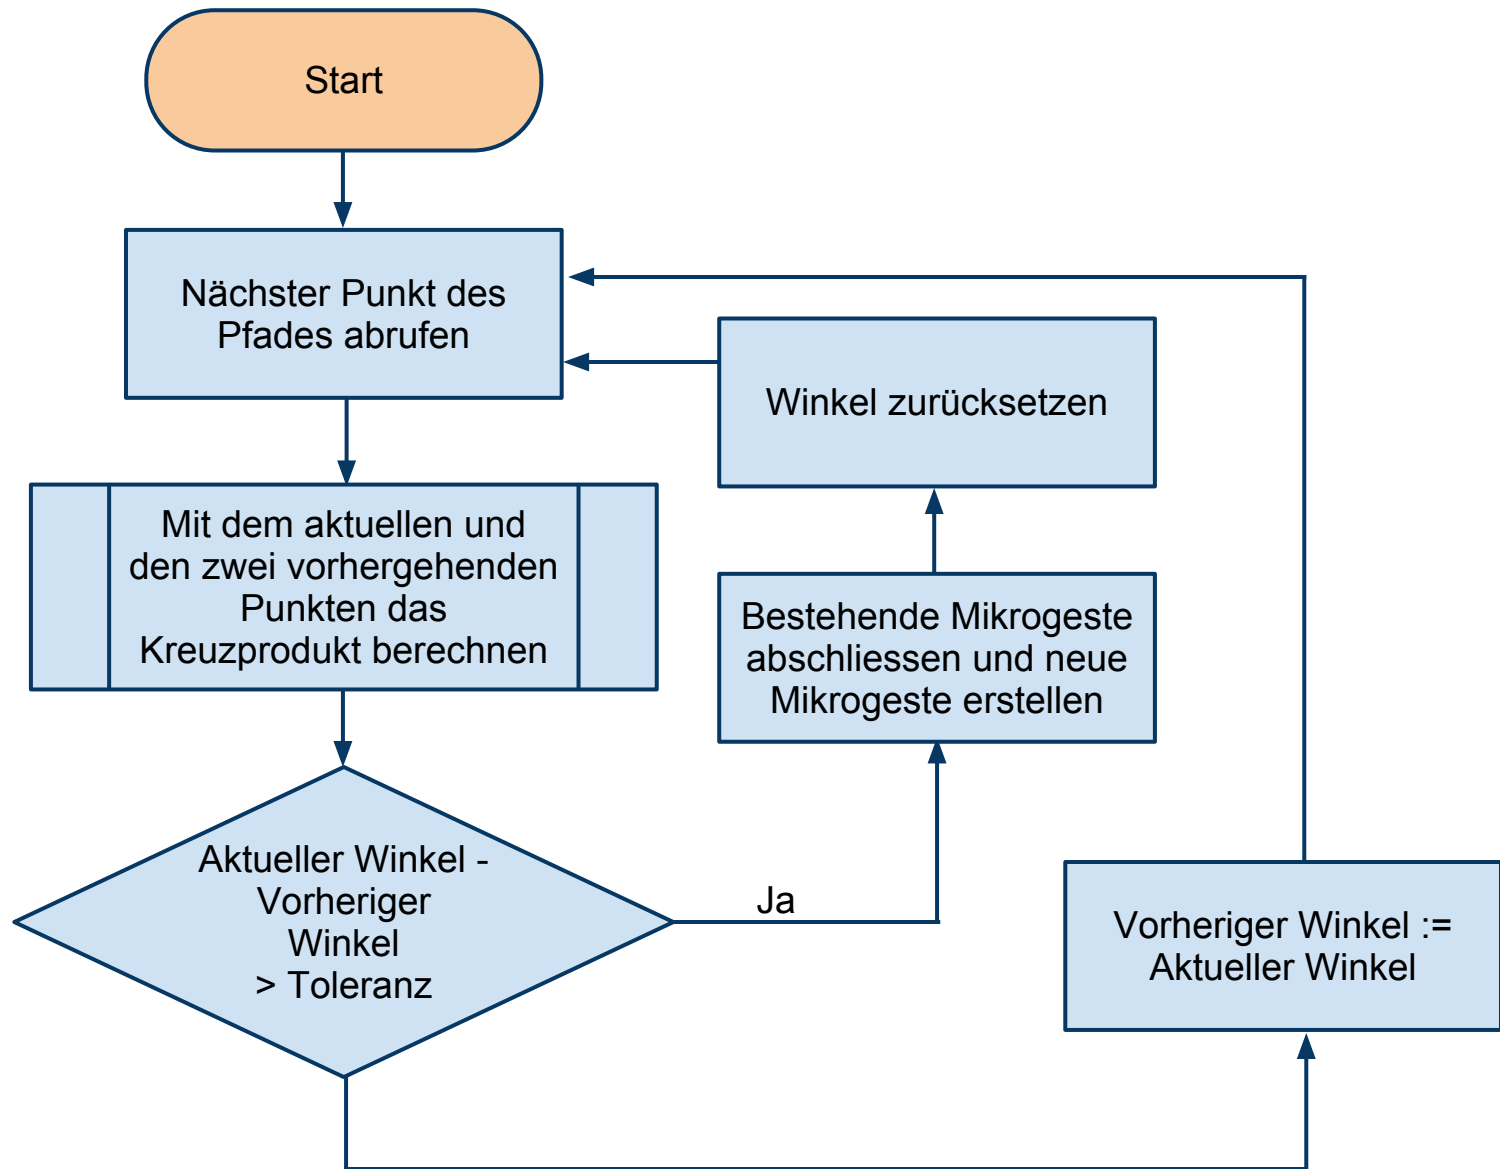 Start
Nächster Punkt des
Pfades abrufen
Winkel zurücksetzen
Mit dem aktuellen und
den zwei vorhergehenden
Punkten das
Kreuzprodukt berechnen
Bestehende Mikrogeste
abschliessen und neue
Mikrogeste erstellen
Aktueller Winkel -
Vorheriger
Winkel
> Toleranz
Ja
Vorheriger Winkel :=
Aktueller Winkel